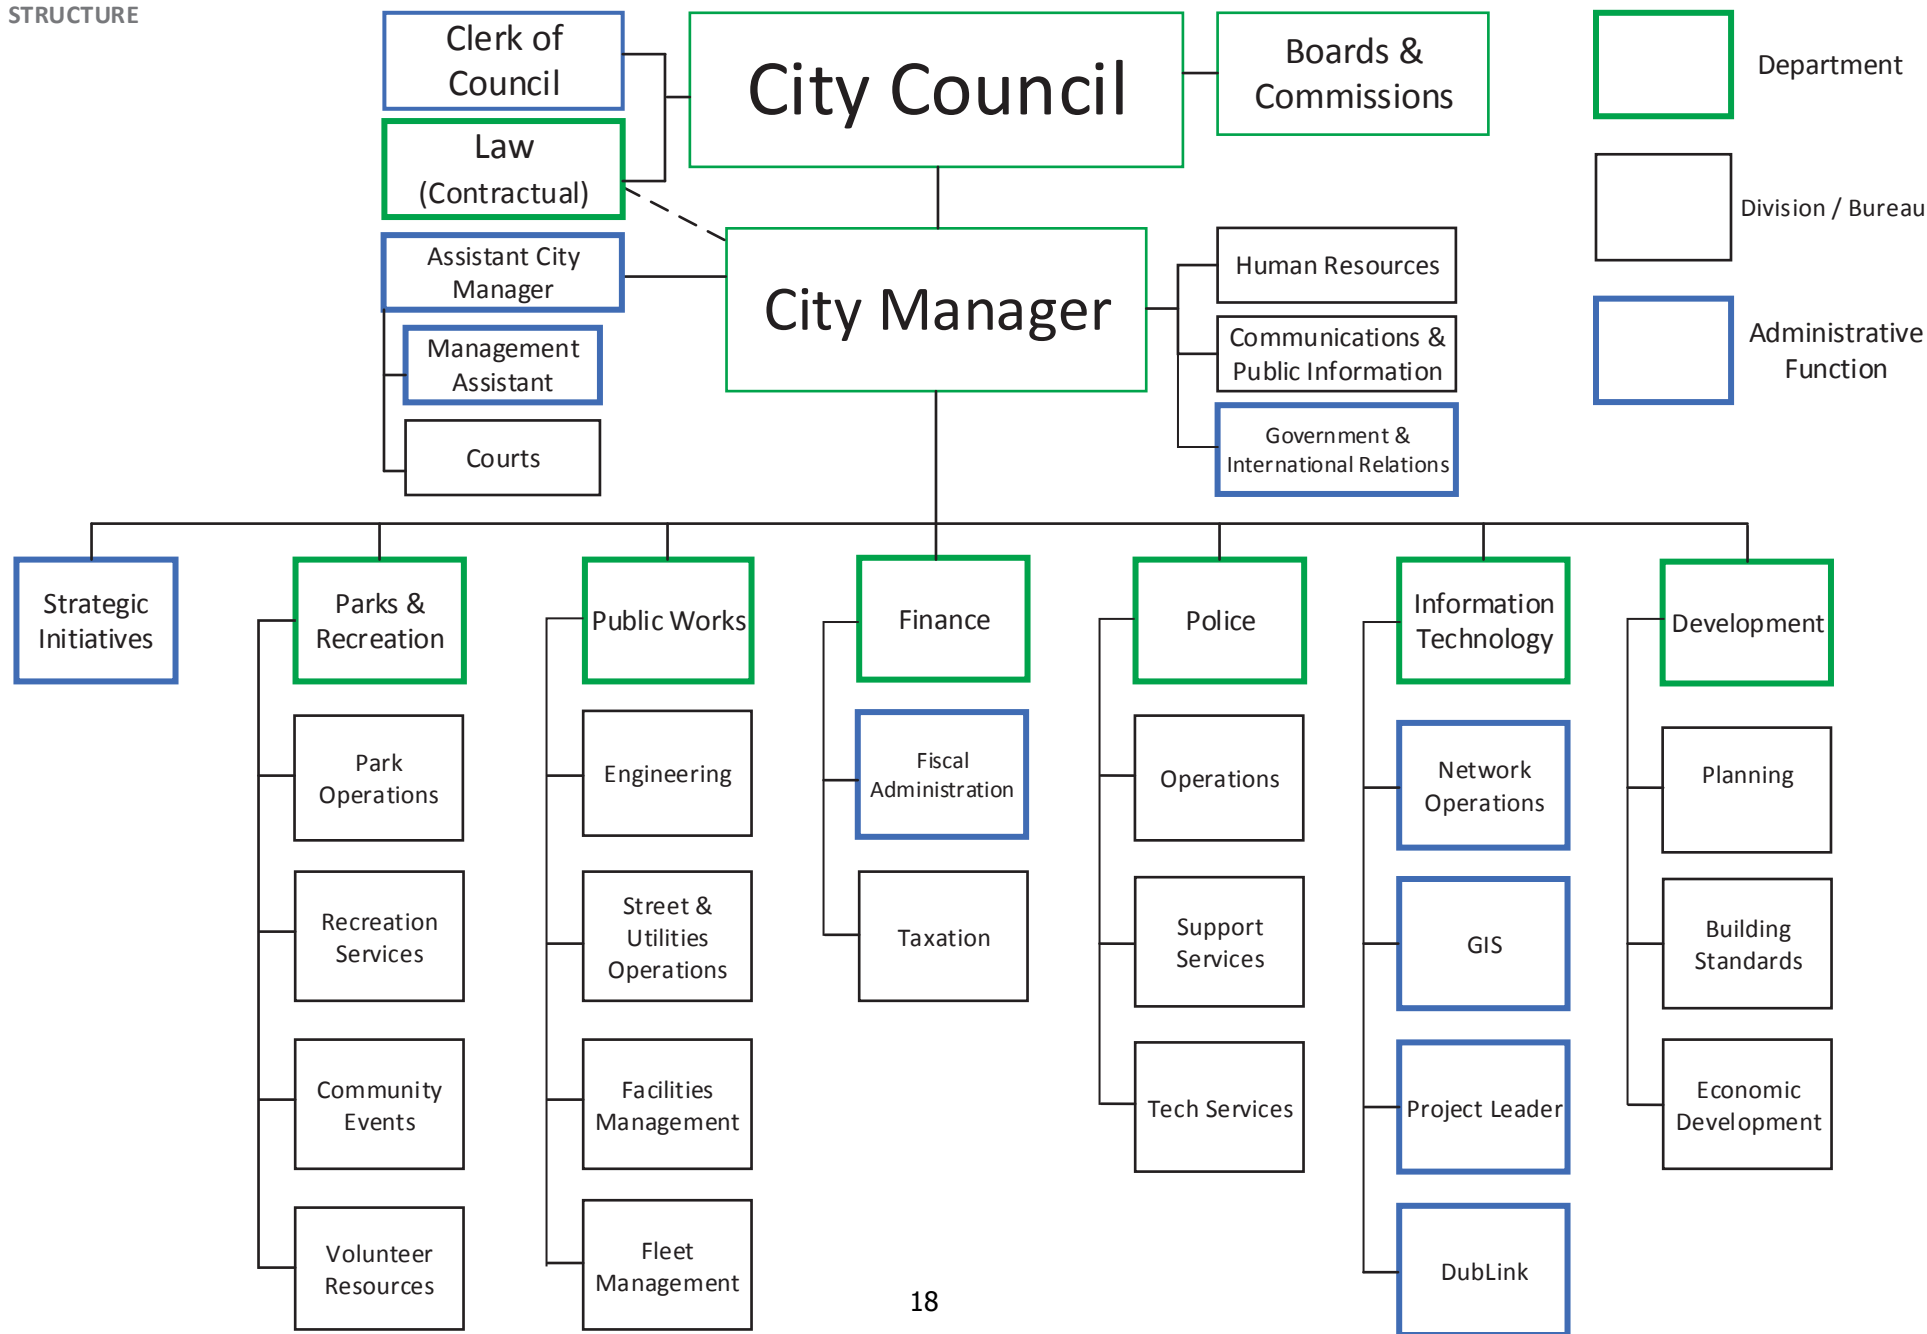 STRUCTURE
Clerk of
Council
City Council
Boards &
Commissions
Department
Law
(Contractual)
Division / Bureau
Assistant City
Manager
City Manager
Human Resources
Communications &
Public Information
Administrative
Function
Management
Assistant
Government &
International Relations
Courts
Strategic
Initiatives
Parks &
Recreation
Public Works
Finance
Police
Information
Technology
Development
Park
Operations
Engineering
Fiscal
Administration
Operations
Network
Operations
Planning
Recreation
Services
Street &
Utilities
Operations
Taxation
Support
Services
GIS
Building
Standards
Community
Events
Facilities
Management
Tech Services
Project Leader
Economic
Development
Volunteer
Resources
Fleet
Management
DubLink
18